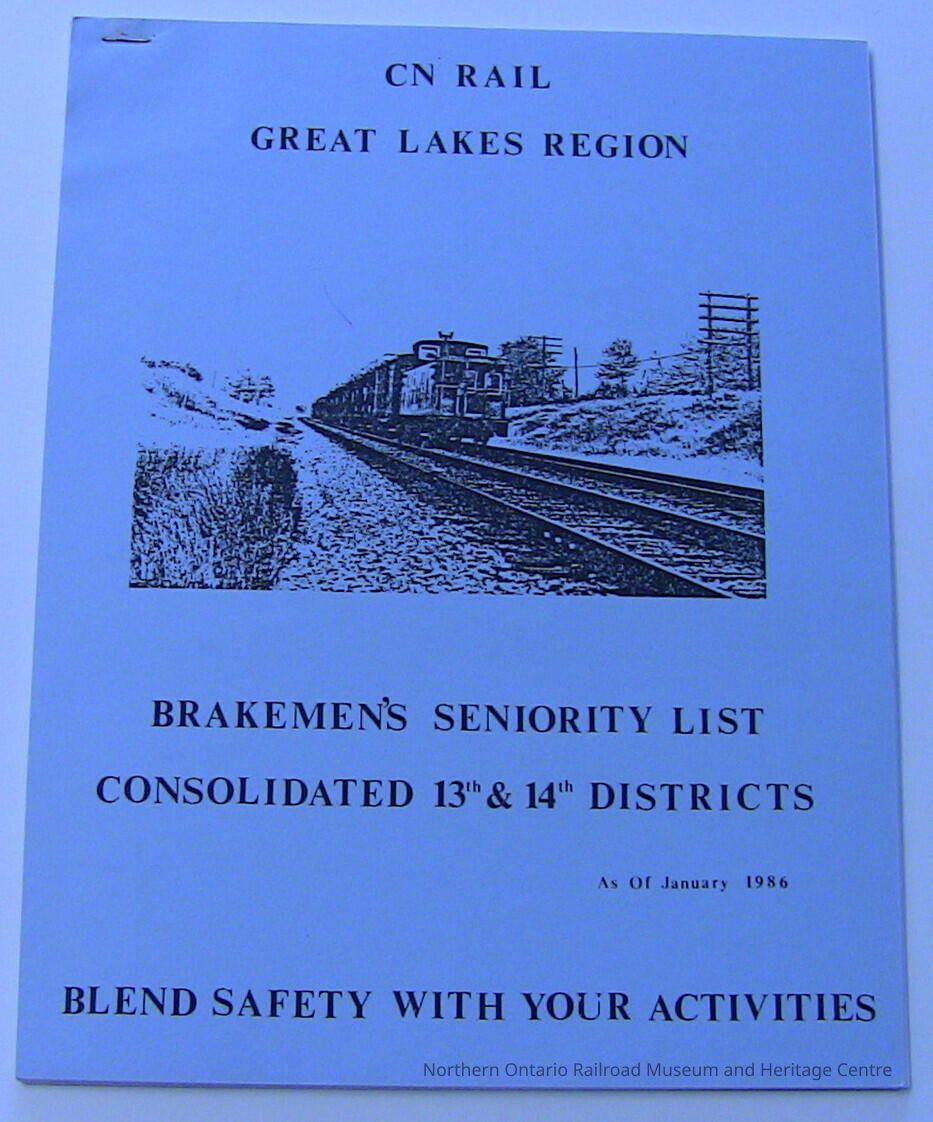 CN RAIL
GREAT LAKES REGION
BRAKEMEN'S SENIORITY LIST
CONSOLIDATED 13th & 14th DISTRICTS
As Of January 1986
BLEND SAFETY WITH YOUR ACTIVITIES
Northern Ontario Railroad Museum and Heritage Centre